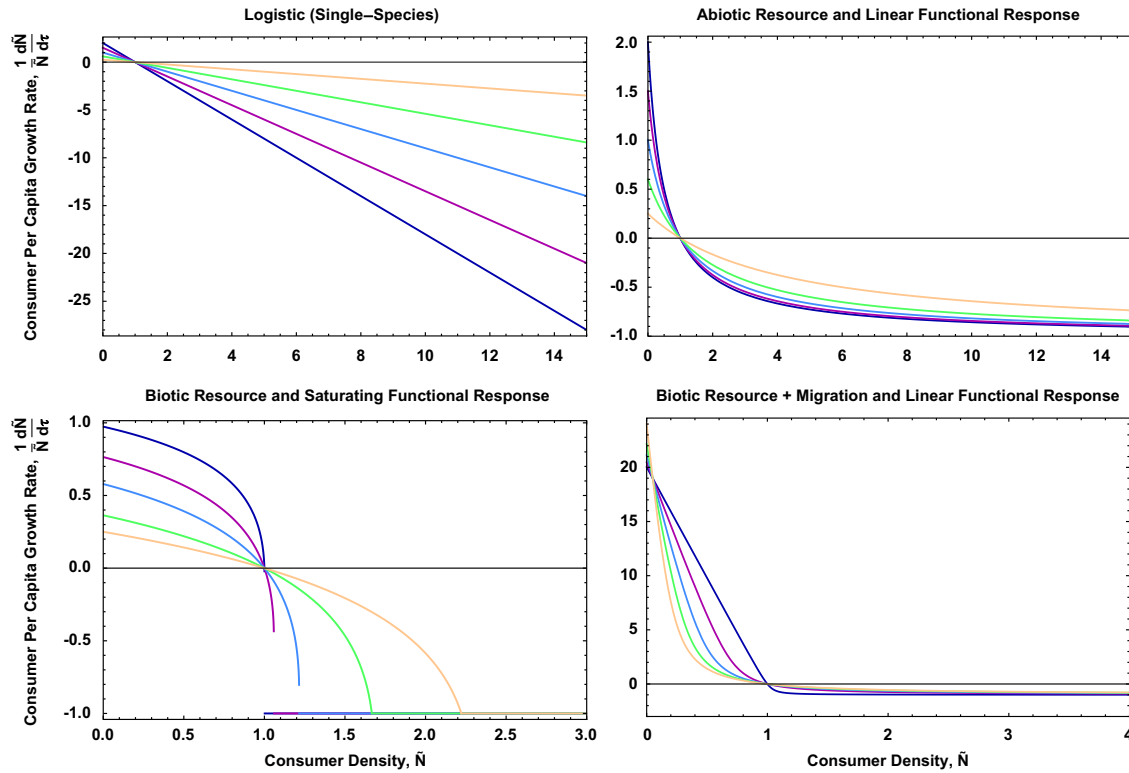 Logistic (Single–Species)
Consumer Per Capita Growth Rate, 1/Ñ dÑ/dτ
0
-5
-10
-15
-20
-25
0 2 4 6 8 10 12 14
Abiotic Resource and Linear Functional Response
2.0
1.5
1.0
0.5
0.0
-0.5
-1.0
0 2 4 6 8 10 12 14
Biotic Resource and Saturating Functional Response
Consumer Per Capita Growth Rate, 1/Ñ dÑ/dτ
1.0
0.5
0.0
-0.5
-1.0
0.0 0.5 1.0 1.5 2.0 2.5 3.0
Consumer Density, Ñ
Biotic Resource + Migration and Linear Functional Response
20
15
10
5
0
0 1 2 3 4
Consumer Density, Ñ